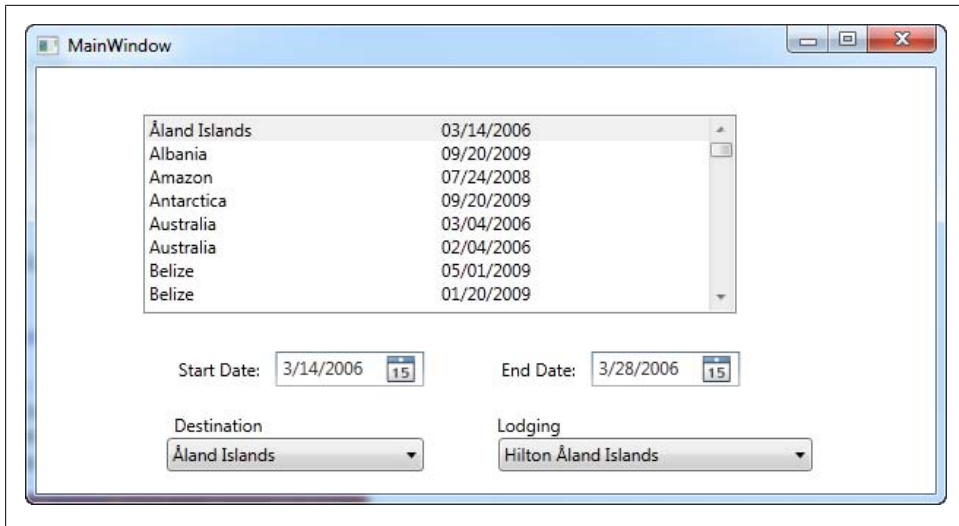 MainWindow
Åland Islands 03/14/2006
Albania 09/20/2009
Amazon 07/24/2008
Antarctica 09/20/2009
Australia 03/04/2006
Australia 02/04/2006
Belize 05/01/2009
Belize 01/20/2009
Start Date: 3/14/2006 15 End Date: 3/28/2006 15
Destination Lodging
Åland Islands Hilton Åland Islands